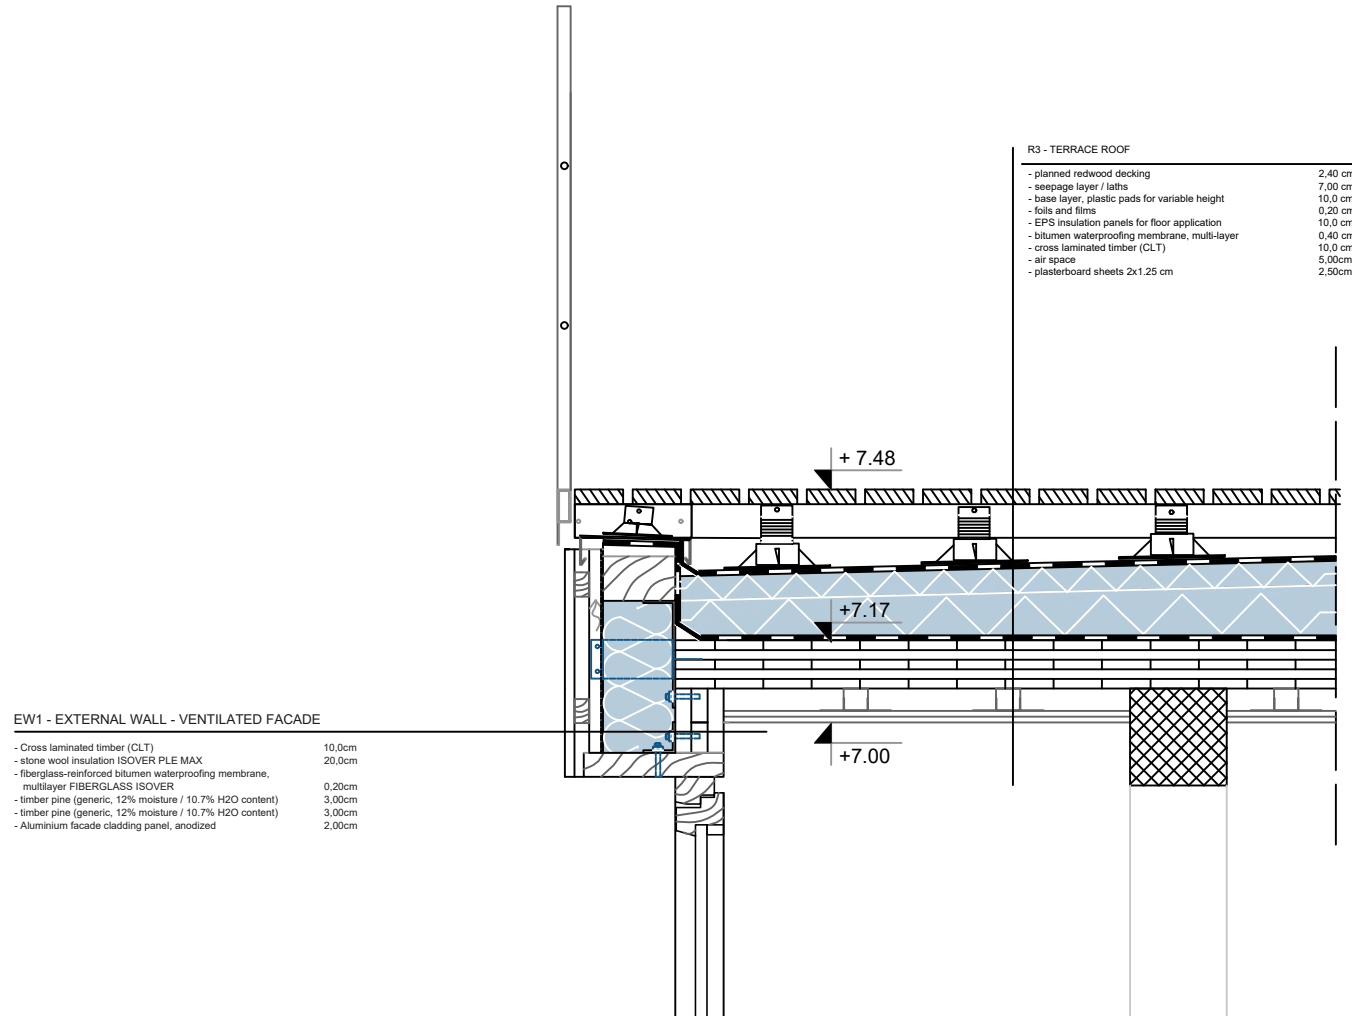 R3 - TERRACE ROOF
- planned redwood decking 2,40 cm
- seepage layer / laths 7,00 cm
- base layer, plastic pads for variable height 10,0 cm
- foils and films 0,20 cm
- EPS insulation panels for floor application 10,0 cm
- bitumen waterproofing membrane, multi-layer 0,40 cm
- cross laminated timber (CLT) 10,0 cm
- air space 5,00cm
- plasterboard sheets 2x1.25 cm 2,50cm
+ 7.48
+7.17
+7.00
EW1 - EXTERNAL WALL - VENTILATED FACADE
- Cross laminated timber (CLT) 10,0cm
- stone wool insulation ISOVER PLE MAX 20,0cm
- fiberglass-reinforced bitumen waterproofing membrane,
multilayer FIBERGLASS ISOVER 0,20cm
- timber pine (generic, 12% moisture / 10.7% H2O content) 3,00cm
- timber pine (generic, 12% moisture / 10.7% H2O content) 3,00cm
- Aluminium facade cladding panel, anodized 2,00cm